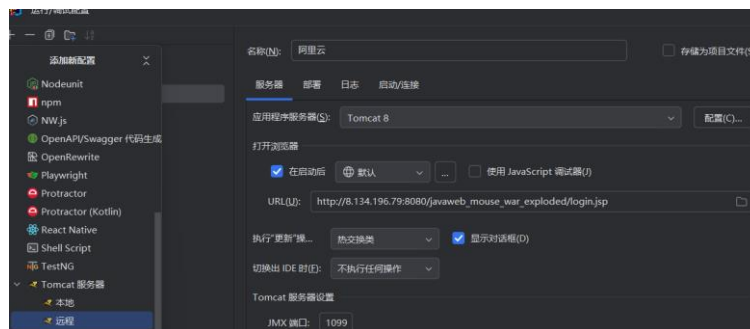 运行/调试配置
添加新配置
Nodeunit
npm
NW.js
OpenAPI/Swagger 代码生成
OpenRewrite
Playwright
Protractor
Protractor (Kotlin)
React Native
Shell Script
TestNG
Tomcat 服务器
本地
远程
名称(N): 阿里云
存储为项目文件(S)
服务器 部署 日志 启动/连接
应用程序服务器(S): Tomcat 8 配置(C)...
打开浏览器
在启动后 默认 ... 使用 JavaScript 调试器(J)
URL(U): http://8.134.196.79:8080/javaweb_mouse_war_exploded/login.jsp
执行"更新"操... 热交换类 显示对话框(D)
切换出 IDE 时(F): 不执行任何操作
Tomcat 服务器设置
JMX 端口: 1099